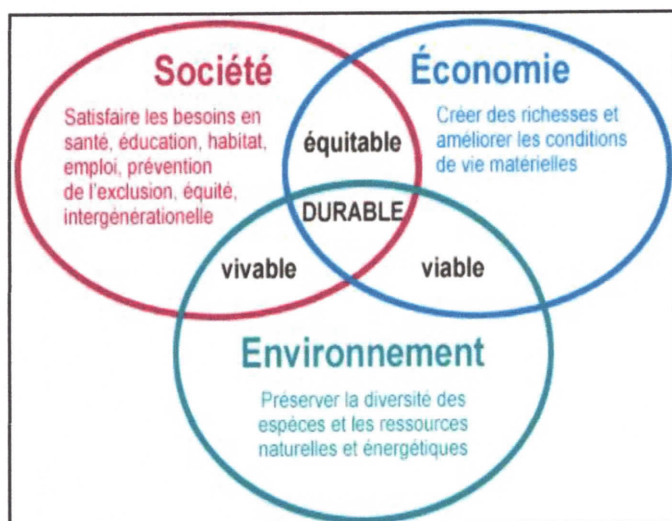 Société
Satisfaire les besoins en
santé, éducation, habitat,
emploi, prévention
de l'exclusion, équité,
intergénérationelle
Économie
Créer des richesses et
améliorer les conditions
de vie matérielles
équitable
DURABLE
vivable
viable
Environnement
Préserver la diversité des
espèces et les ressources
naturelles et énergétiques